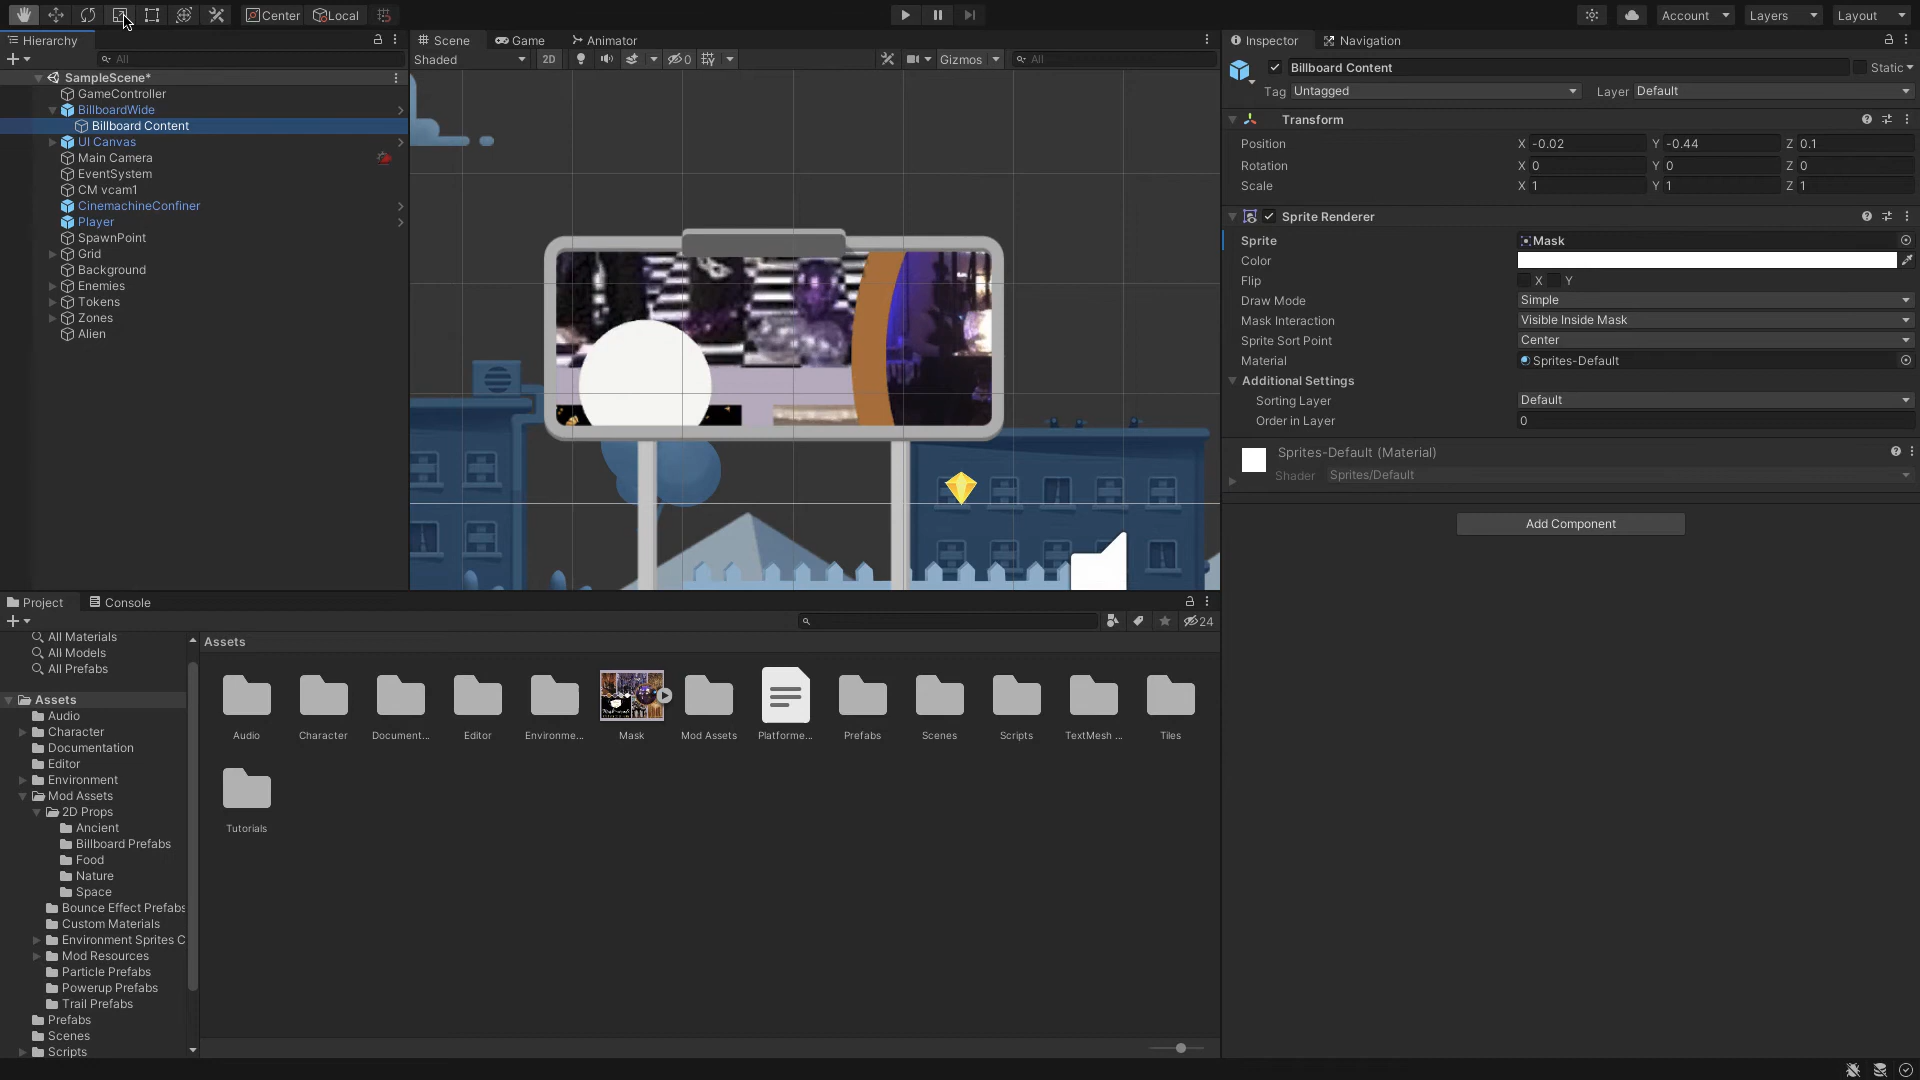 Center
Local
Account
Layers
Layout
Hierarchy
All
SampleScene*
GameController
BillboardWide
Billboard Content
UI Canvas
Main Camera
EventSystem
CM vcam1
CinemachineConfiner
Player
SpawnPoint
Grid
Background
Enemies
Tokens
Zones
Alien
Scene
Game
Animator
Shaded
2D
0
Gizmos
All
Inspector
Navigation
Billboard Content
Static
Tag Untagged
Layer Default
Transform
Position X -0.02 Y -0.44 Z 0.1
Rotation X 0 Y 0 Z 0
Scale X 1 Y 1 Z 1
Sprite Renderer
Sprite Mask
Color
Flip X Y
Draw Mode Simple
Mask Interaction Visible Inside Mask
Sprite Sort Point Center
Material Sprites-Default
Additional Settings
Sorting Layer Default
Order in Layer 0
Sprites-Default (Material)
Shader Sprites/Default
Add Component
Project
Console
24
All Materials
All Models
All Prefabs
Assets
Audio
Character
Documentation
Editor
Environment
Mod Assets
2D Props
Ancient
Billboard Prefabs
Food
Nature
Space
Bounce Effect Prefabs
Custom Materials
Environment Sprites C
Mod Resources
Particle Prefabs
Powerup Prefabs
Trail Prefabs
Prefabs
Scenes
Scripts
Assets
Audio
Character
Document...
Editor
Environme...
Mask
Mod Assets
Platforme...
Prefabs
Scenes
Scripts
TextMesh ...
Tiles
Tutorials